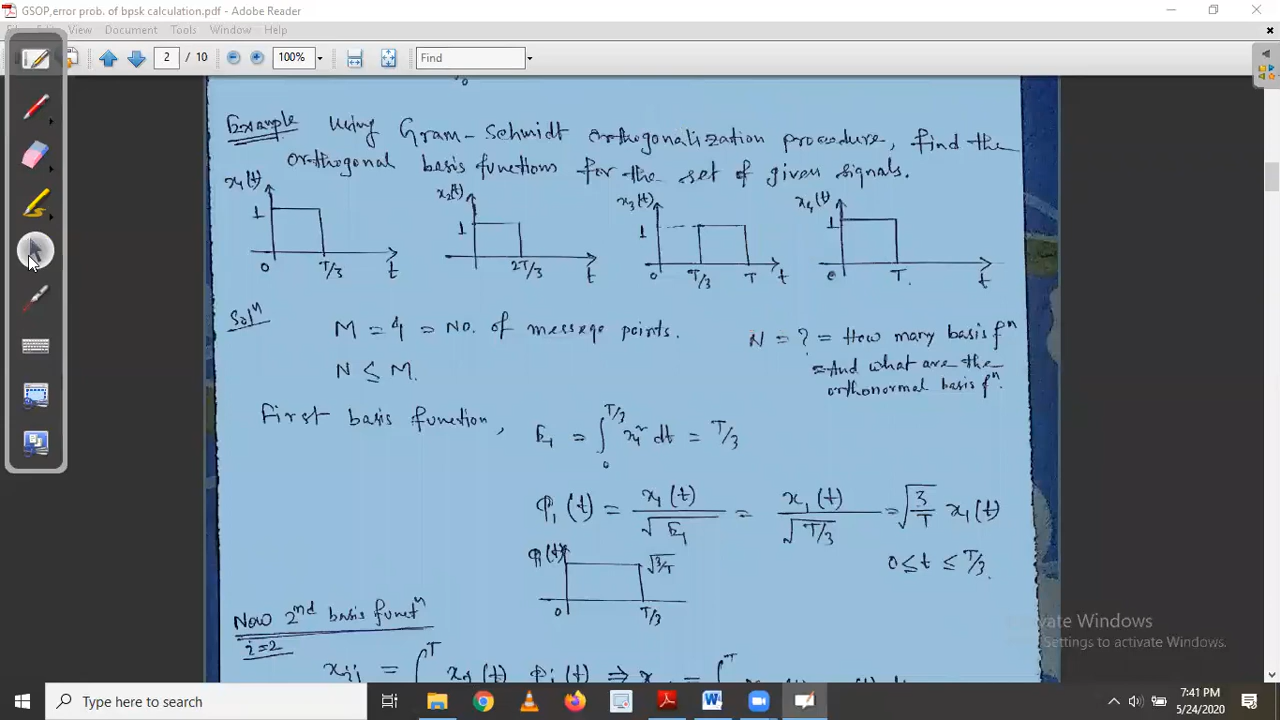 GSOP,error prob. of bpsk calculation.pdf - Adobe Reader
View Document Tools Window Help
2 / 10 100% Find
Example Using Gram-Schmidt orthogonalization procedure, find the
orthogonal basis functions for the set of given signals.
x₁(t) x₂(t) x₃(t) x₄(t)
1 1 1 1
0 T/3 t 2T/3 t 0 T/3 T t 0 T t
Solⁿ
M = 4 = No. of message points. N = ? = How many basis fⁿ
N ≤ M. =And what are the
orthonormal basis fⁿ.
First basis function, E₁ = ∫₀^{T/3} x₁² dt = T/3
φ₁(t) = x₁(t)/√E₁ = x₁(t)/√(T/3) = √(3/T) x₁(t)
0 ≤ t ≤ T/3.
φ₁(t) √3/T
0 T/3
Now 2nd basis functⁿ
i=2
Activate Windows
Settings to activate Windows.
Type here to search
7:41 PM
5/24/2020